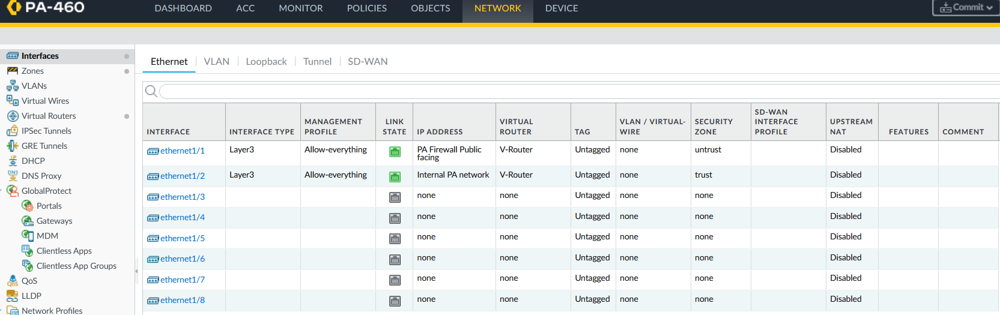 PA-460
DASHBOARD ACC MONITOR POLICIES OBJECTS NETWORK DEVICE
Commit
Interfaces
Zones
VLANs
Virtual Wires
Virtual Routers
IPSec Tunnels
GRE Tunnels
DHCP
DNS Proxy
GlobalProtect
Portals
Gateways
MDM
Clientless Apps
Clientless App Groups
QoS
LLDP
Network Profiles
Ethernet VLAN Loopback Tunnel SD-WAN
INTERFACE INTERFACE TYPE MANAGEMENT PROFILE LINK STATE IP ADDRESS VIRTUAL ROUTER TAG VLAN / VIRTUAL-WIRE SECURITY ZONE SD-WAN INTERFACE PROFILE UPSTREAM NAT FEATURES COMMENT
ethernet1/1 Layer3 Allow-everything PA Firewall Public facing V-Router Untagged none untrust Disabled
ethernet1/2 Layer3 Allow-everything Internal PA network V-Router Untagged none trust Disabled
ethernet1/3 none none Untagged none none Disabled
ethernet1/4 none none Untagged none none Disabled
ethernet1/5 none none Untagged none none Disabled
ethernet1/6 none none Untagged none none Disabled
ethernet1/7 none none Untagged none none Disabled
ethernet1/8 none none Untagged none none Disabled